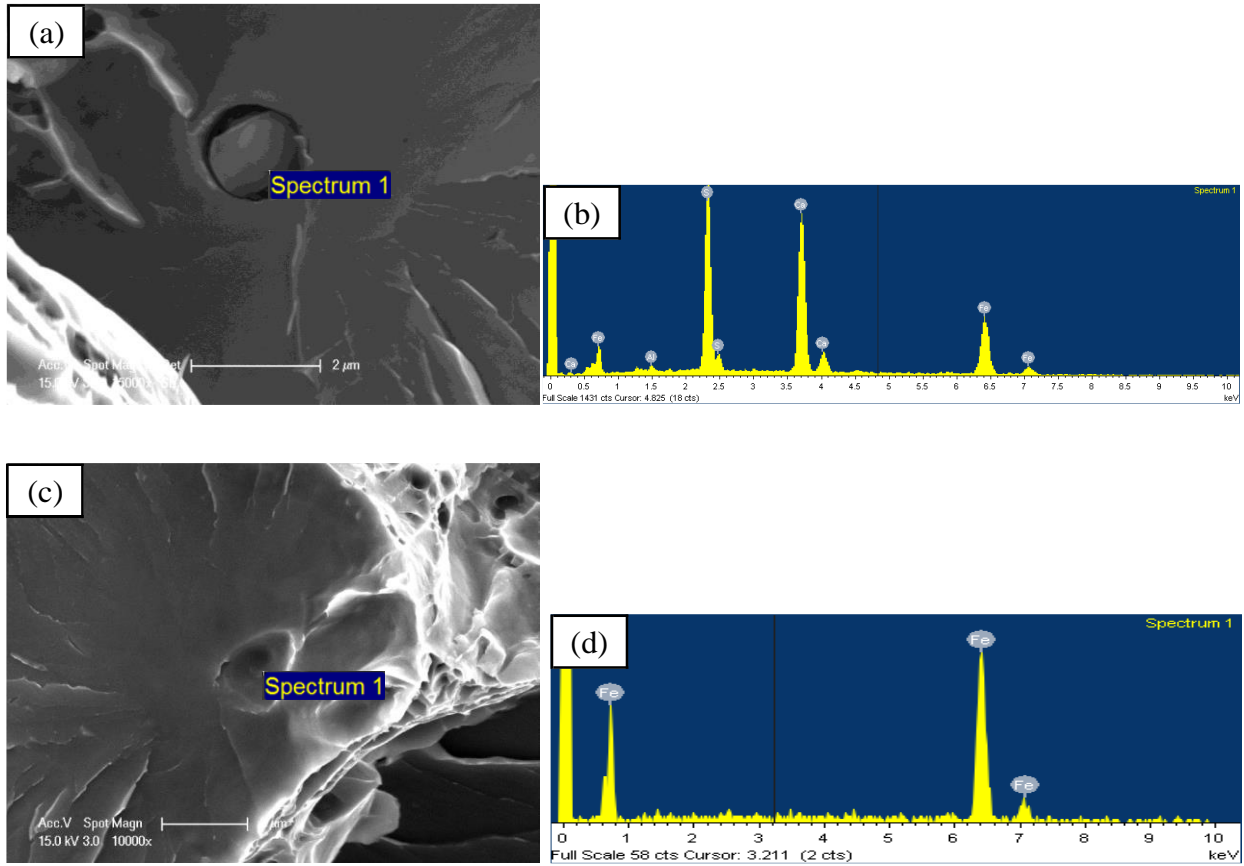 (a)
Spectrum 1
2 µm
(b)
Spectrum 1
S
Ca
Fe
Fe
Al
S
Ca
Ca
Fe
0 0.5 1 1.5 2 2.5 3 3.5 4 4.5 5 5.5 6 6.5 7 7.5 8 8.5 9 9.5 10
Full Scale 1431 cts Cursor: 4.825 (18 cts)
keV
(c)
Spectrum 1
Acc.V Spot Magn
15.0 kV 3.0 10000x
(d)
Spectrum 1
Fe
Fe
Fe
0 1 2 3 4 5 6 7 8 9 10
Full Scale 58 cts Cursor: 3.211 (2 cts)
keV